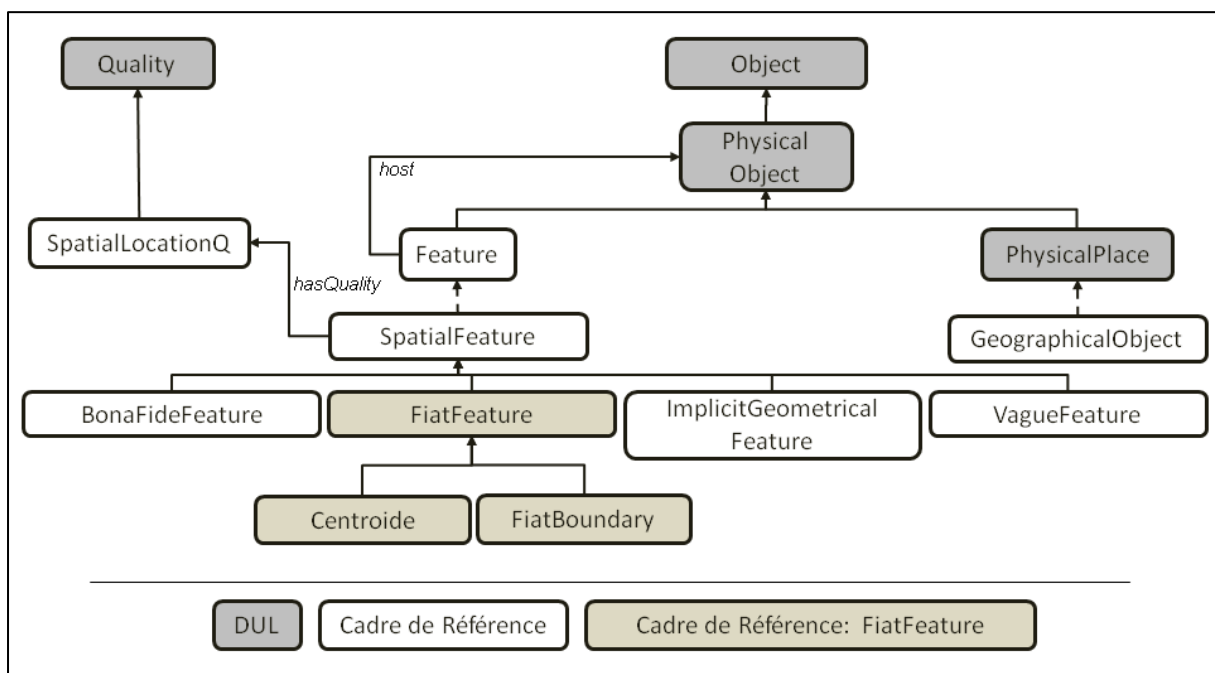 Quality
Object
Physical
Object
host
SpatialLocationQ
Feature
PhysicalPlace
hasQuality
SpatialFeature
GeographicalObject
BonaFideFeature
FiatFeature
ImplicitGeometrical
Feature
VagueFeature
Centroide
FiatBoundary
DUL
Cadre de Référence
Cadre de Référence: FiatFeature